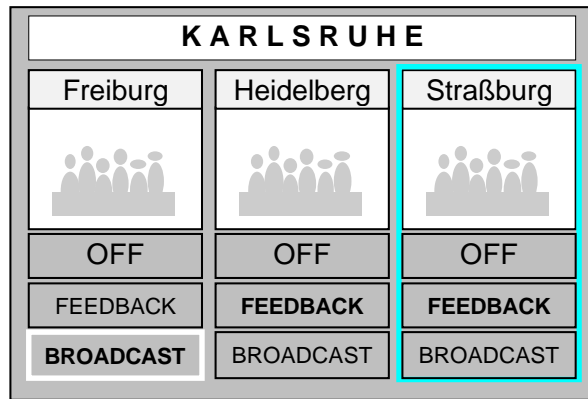 KARLSRUHE
Freiburg Heidelberg Straßburg
OFF OFF OFF
FEEDBACK FEEDBACK FEEDBACK
BROADCAST BROADCAST BROADCAST